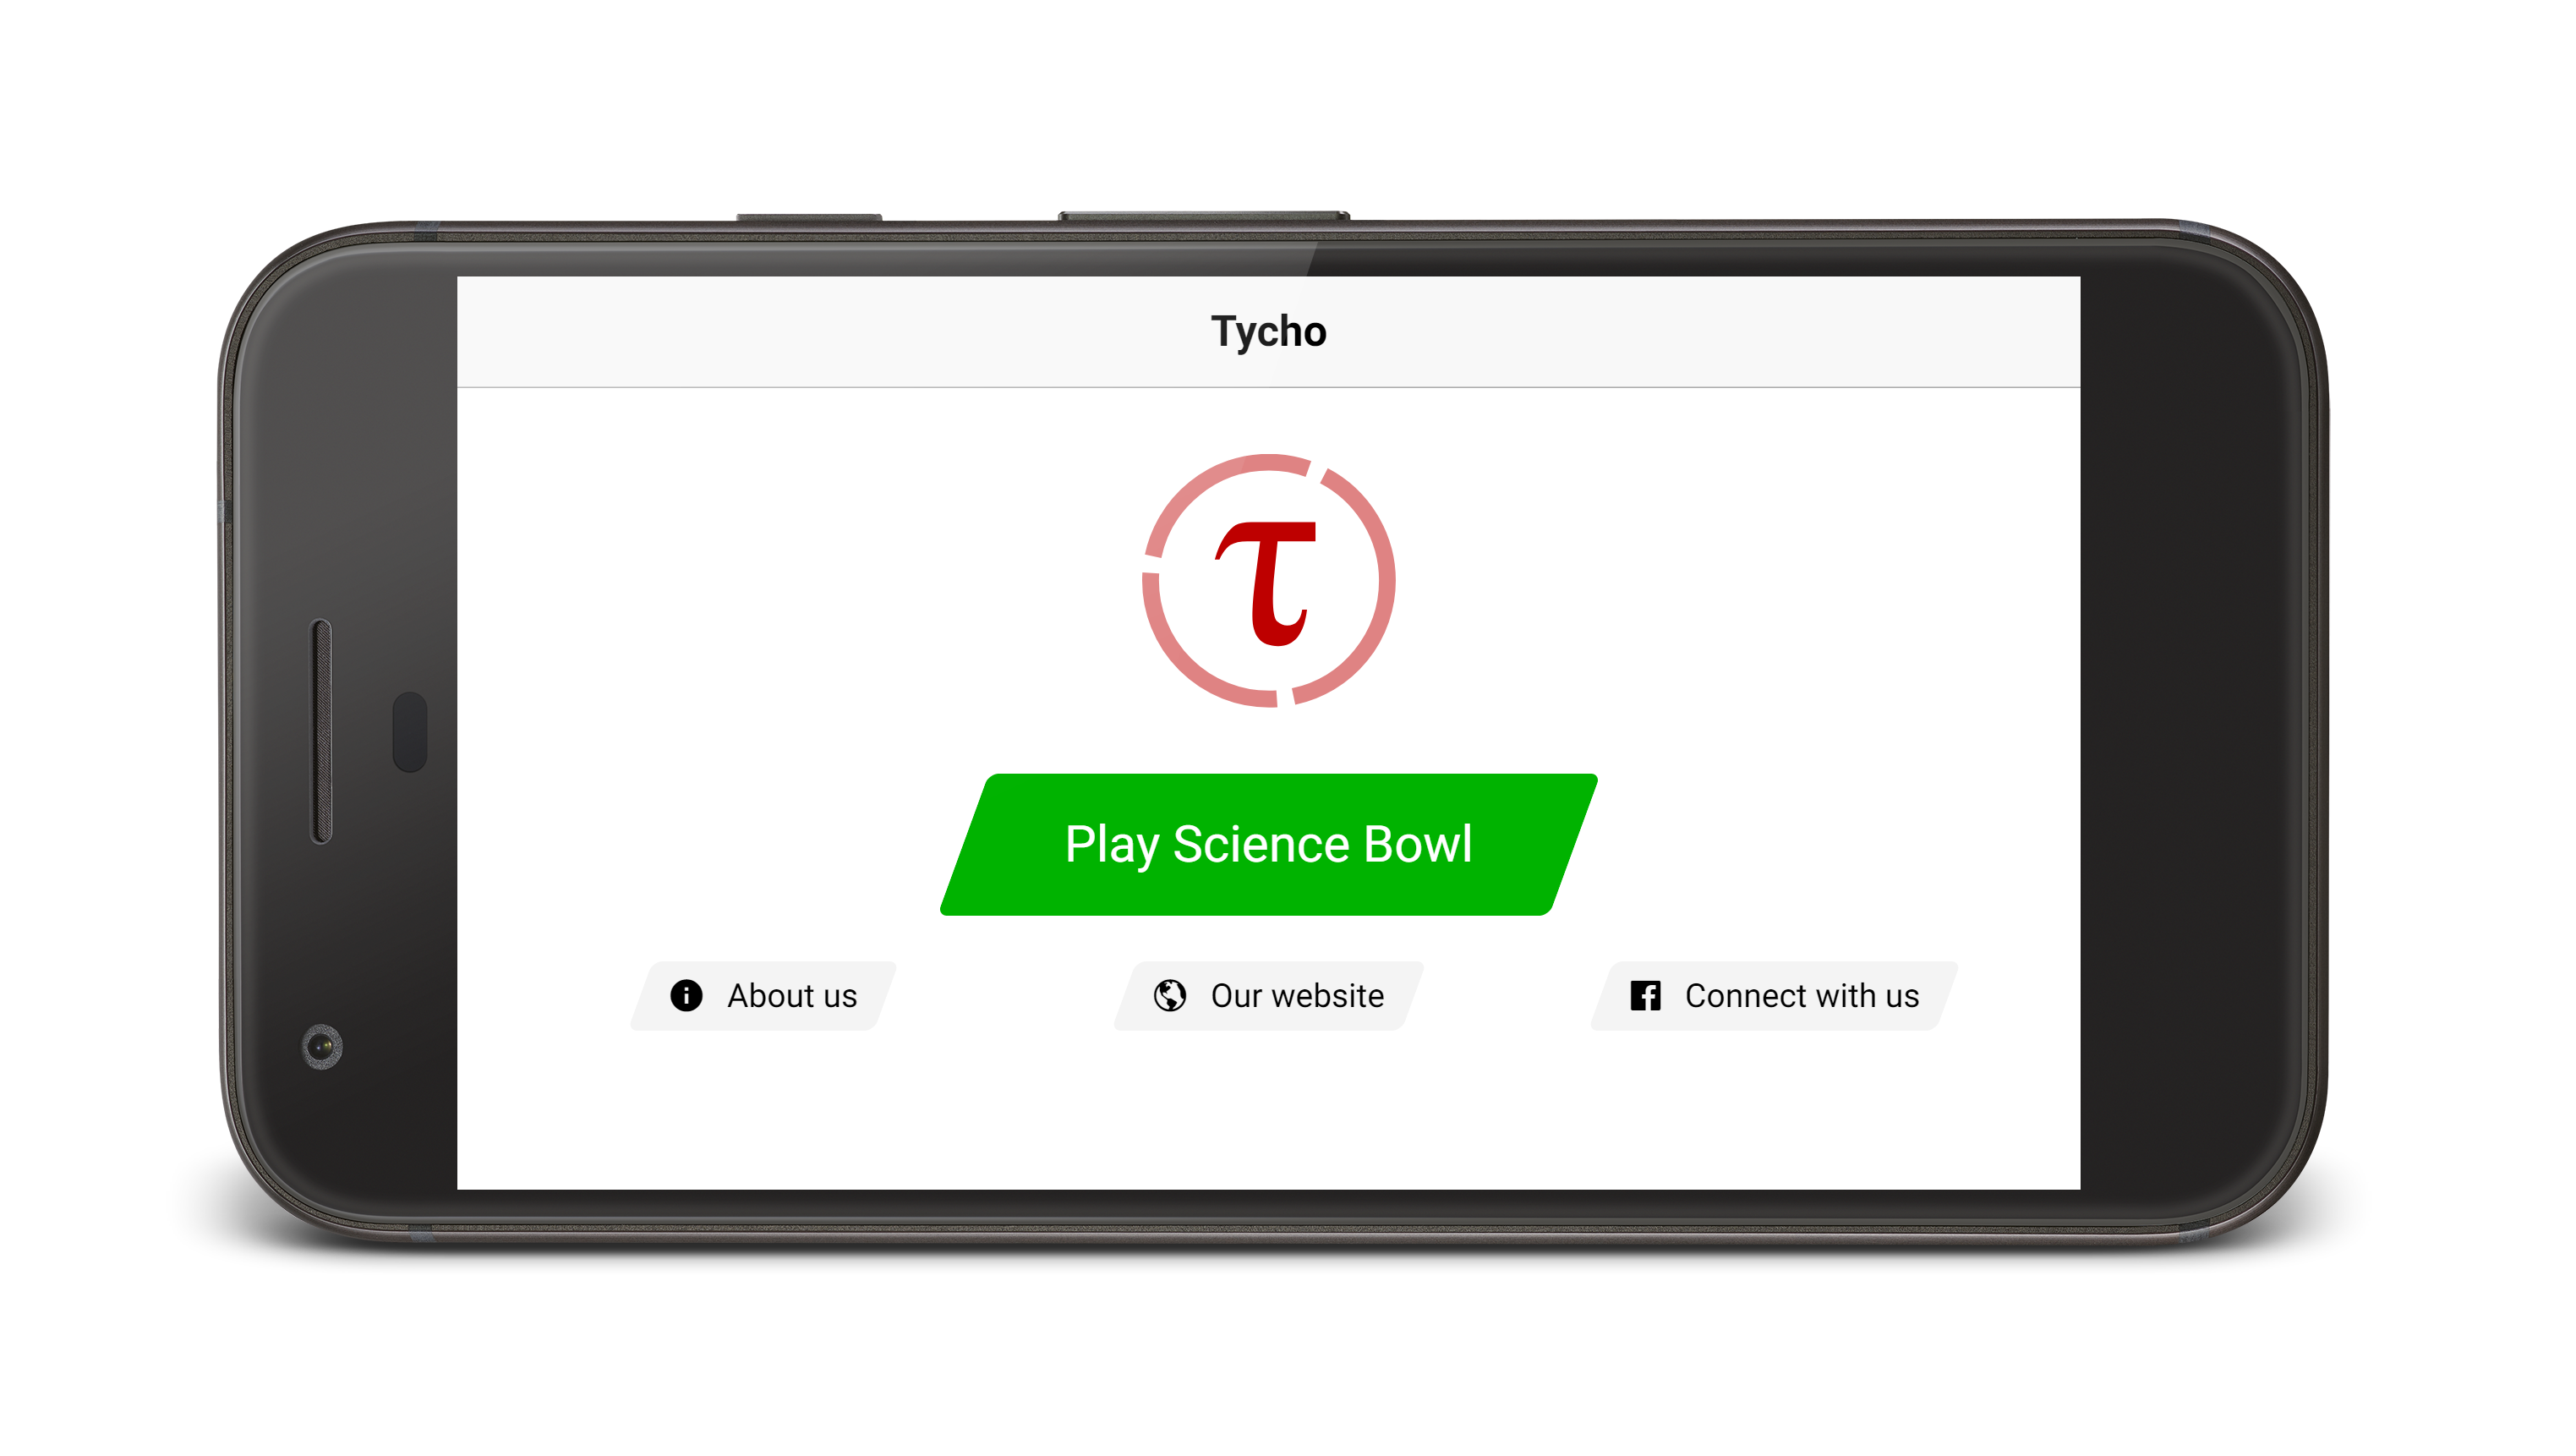 Tycho
τ
Play Science Bowl
About us
Our website
Connect with us